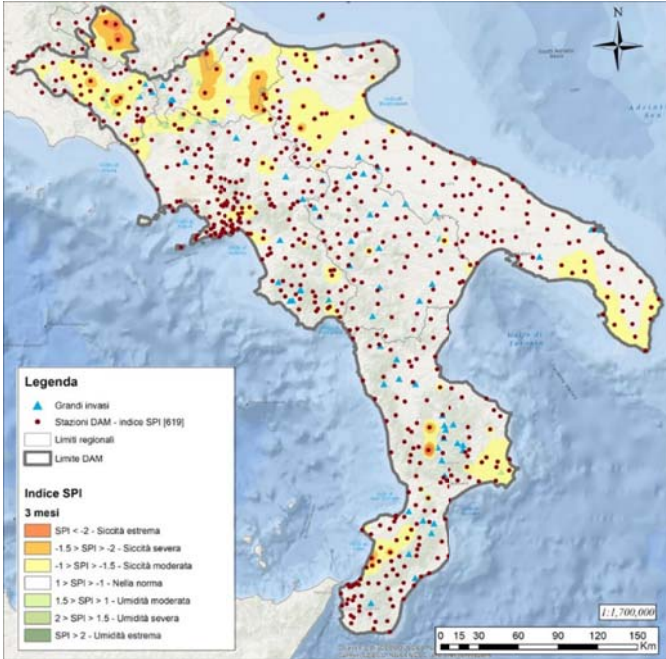 N
Legenda
Grandi invasi
Stazioni DAM - indice SPI [619]
Limiti regionali
Limite DAM
Indice SPI
3 mesi
SPI < -2 - Siccità estrema
-1.5 > SPI > -2 - Siccità severa
-1 > SPI > -1.5 - Siccità moderata
1 > SPI > -1 - Nella norma
1.5 > SPI > 1 - Umidità moderata
2 > SPI > 1.5 - Umidità severa
SPI > 2 - Umidità estrema
1:1,700,000
0 15 30 60 90 120 150
Km